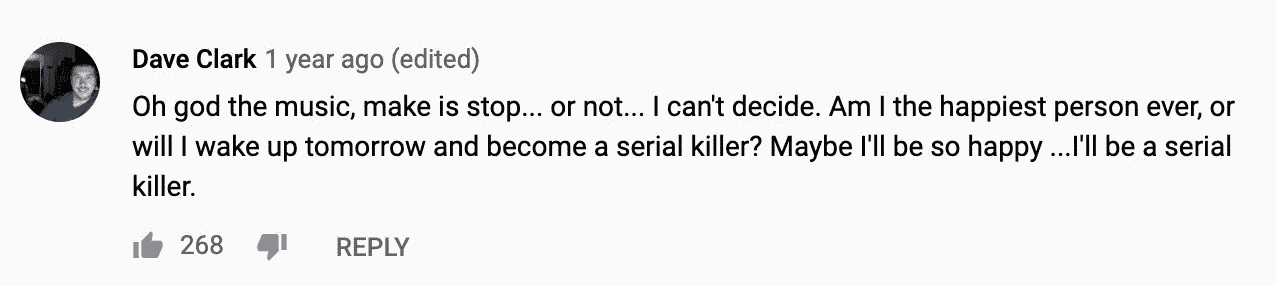 Dave Clark 1 year ago (edited)
Oh god the music, make is stop... or not... I can't decide. Am I the happiest person ever, or
will I wake up tomorrow and become a serial killer? Maybe I'll be so happy ...I'll be a serial
killer.
268 REPLY